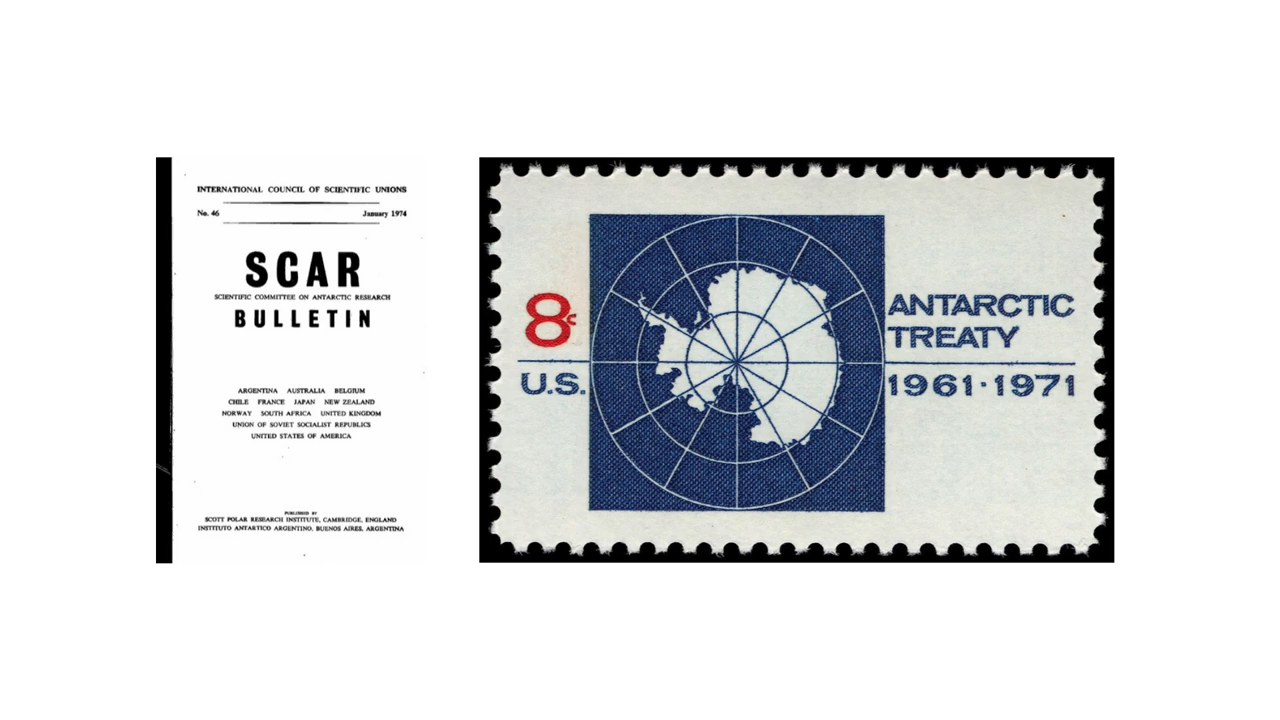 INTERNATIONAL COUNCIL OF SCIENTIFIC UNIONS
No. 46 January 1974
SCAR
SCIENTIFIC COMMITTEE ON ANTARCTIC RESEARCH
BULLETIN
ARGENTINA AUSTRALIA BELGIUM
CHILE FRANCE JAPAN NEW ZEALAND
NORWAY SOUTH AFRICA UNITED KINGDOM
UNION OF SOVIET SOCIALIST REPUBLICS
UNITED STATES OF AMERICA
PUBLISHED BY
SCOTT POLAR RESEARCH INSTITUTE, CAMBRIDGE, ENGLAND
INSTITUTO ANTARTICO ARGENTINO, BUENOS AIRES, ARGENTINA
8c
U.S.
ANTARCTIC
TREATY
1961·1971